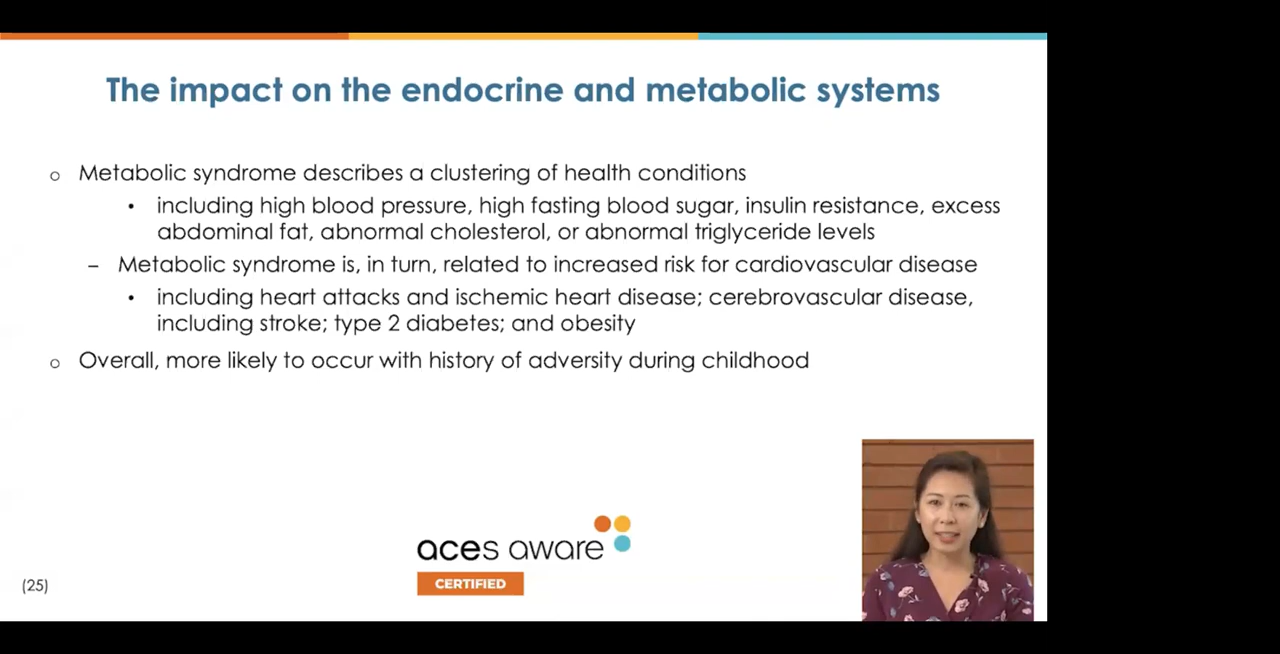 The impact on the endocrine and metabolic systems
o Metabolic syndrome describes a clustering of health conditions
• including high blood pressure, high fasting blood sugar, insulin resistance, excess
abdominal fat, abnormal cholesterol, or abnormal triglyceride levels
– Metabolic syndrome is, in turn, related to increased risk for cardiovascular disease
• including heart attacks and ischemic heart disease; cerebrovascular disease,
including stroke; type 2 diabetes; and obesity
o Overall, more likely to occur with history of adversity during childhood
aces aware
CERTIFIED
(25)